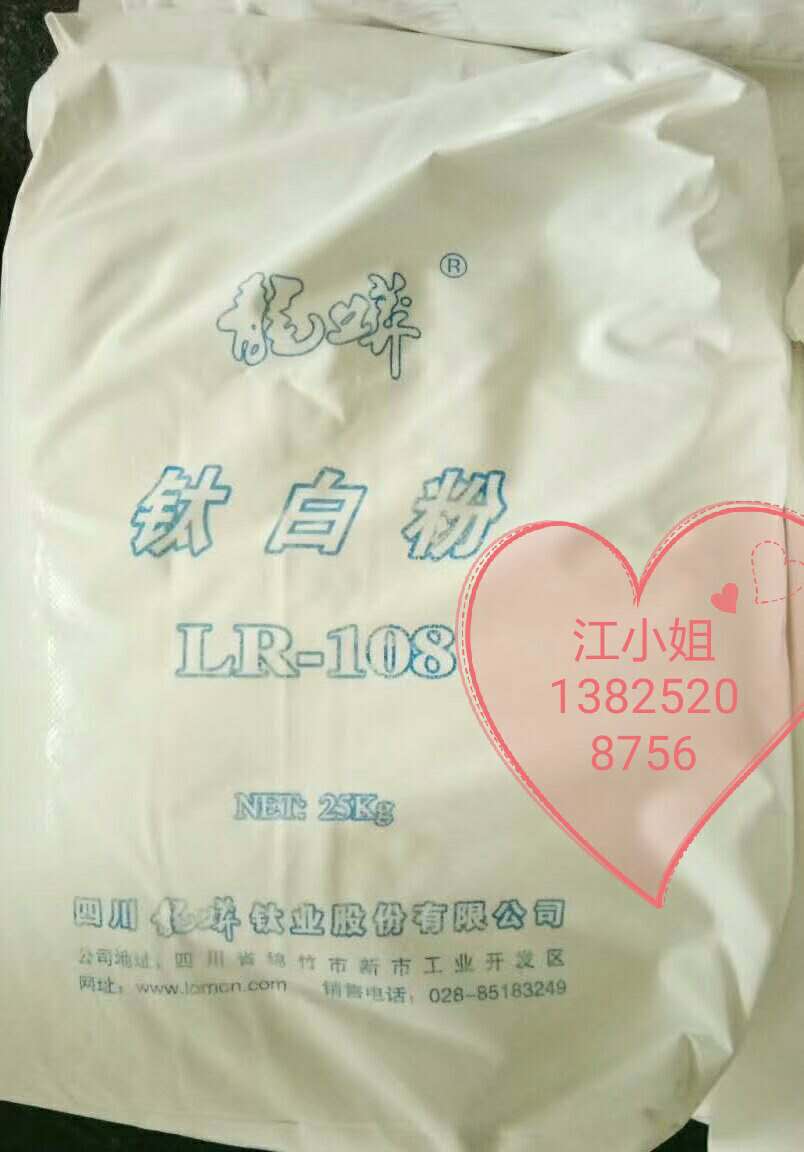 龍蟒®
钛白粉
LR-108
NET: 25Kg
四川龍蟒钛业股份有限公司
公司地址：四川省绵竹市新市工业开发区
网址：www.lomcn.com 销售电话：028-85183249
江小姐
1382520
8756